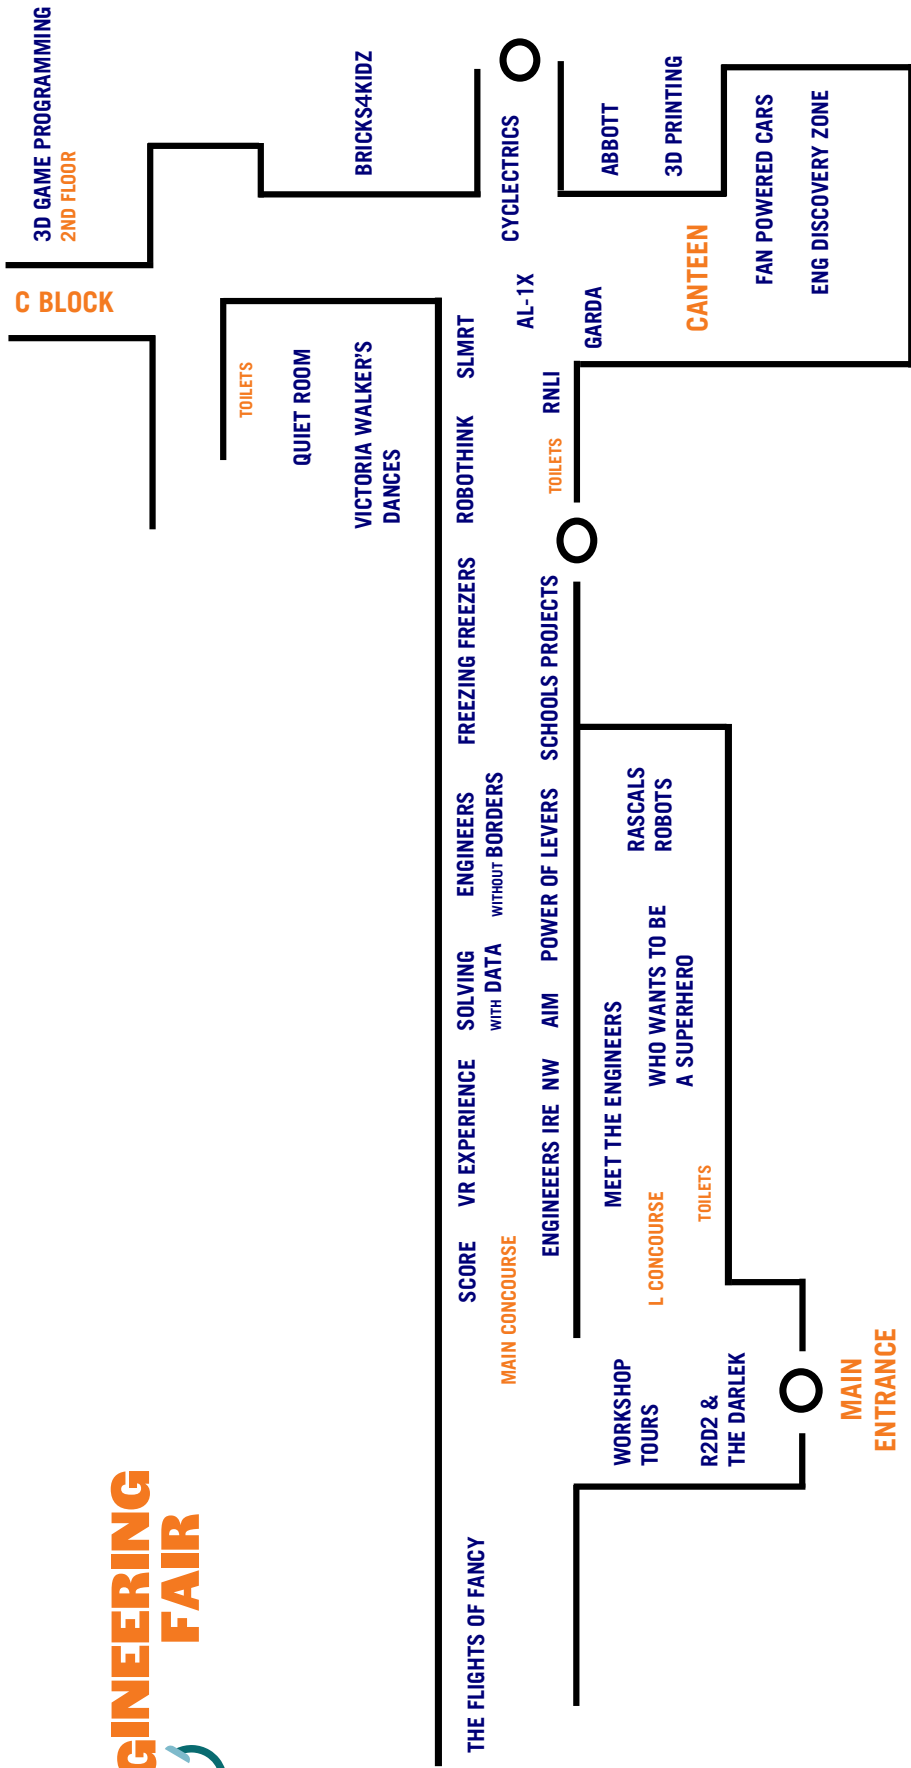 GINEERING
FAIR
3D GAME PROGRAMMING
2ND FLOOR
C BLOCK
TOILETS
QUIET ROOM
VICTORIA WALKER'S
DANCES
BRICKS4KIDZ
THE FLIGHTS OF FANCY
SCORE
VR EXPERIENCE
SOLVING
WITH DATA
ENGINEERS
WITHOUT BORDERS
FREEZING FREEZERS
ROBOTHINK
SLMRT
CYCLECTRICS
MAIN CONCOURSE
AL-1X
ENGINEEERS IRE NW
AIM
POWER OF LEVERS
SCHOOLS PROJECTS
TOILETS
RNLI
GARDA
ABBOTT
3D PRINTING
CANTEEN
FAN POWERED CARS
ENG DISCOVERY ZONE
WORKSHOP
TOURS
MEET THE ENGINEERS
RASCALS
ROBOTS
L CONCOURSE
WHO WANTS TO BE
A SUPERHERO
R2D2 &
THE DARLEK
TOILETS
MAIN
ENTRANCE